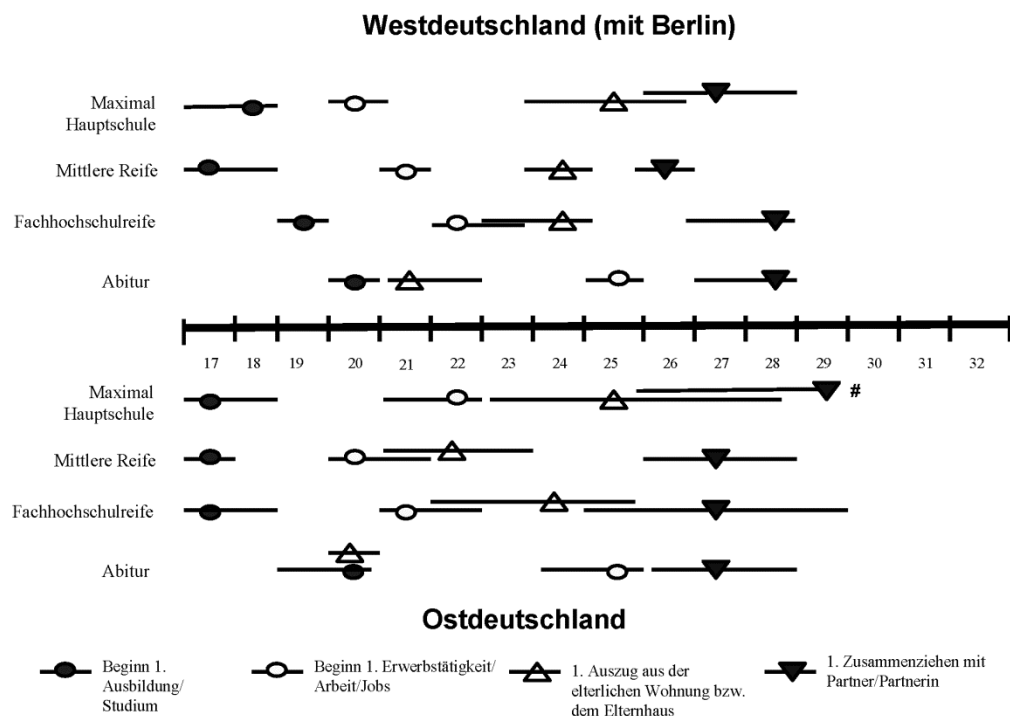 Westdeutschland (mit Berlin)
Maximal
Hauptschule
Mittlere Reife
Fachhochschulreife
Abitur
17 18 19 20 21 22 23 24 25 26 27 28 29 30 31 32
Maximal
Hauptschule
#
Mittlere Reife
Fachhochschulreife
Abitur
Ostdeutschland
Beginn 1.
Ausbildung/
Studium
Beginn 1. Erwerbstätigkeit/
Arbeit/Jobs
1. Auszug aus der
elterlichen Wohnung bzw.
dem Elternhaus
1. Zusammenziehen mit
Partner/Partnerin